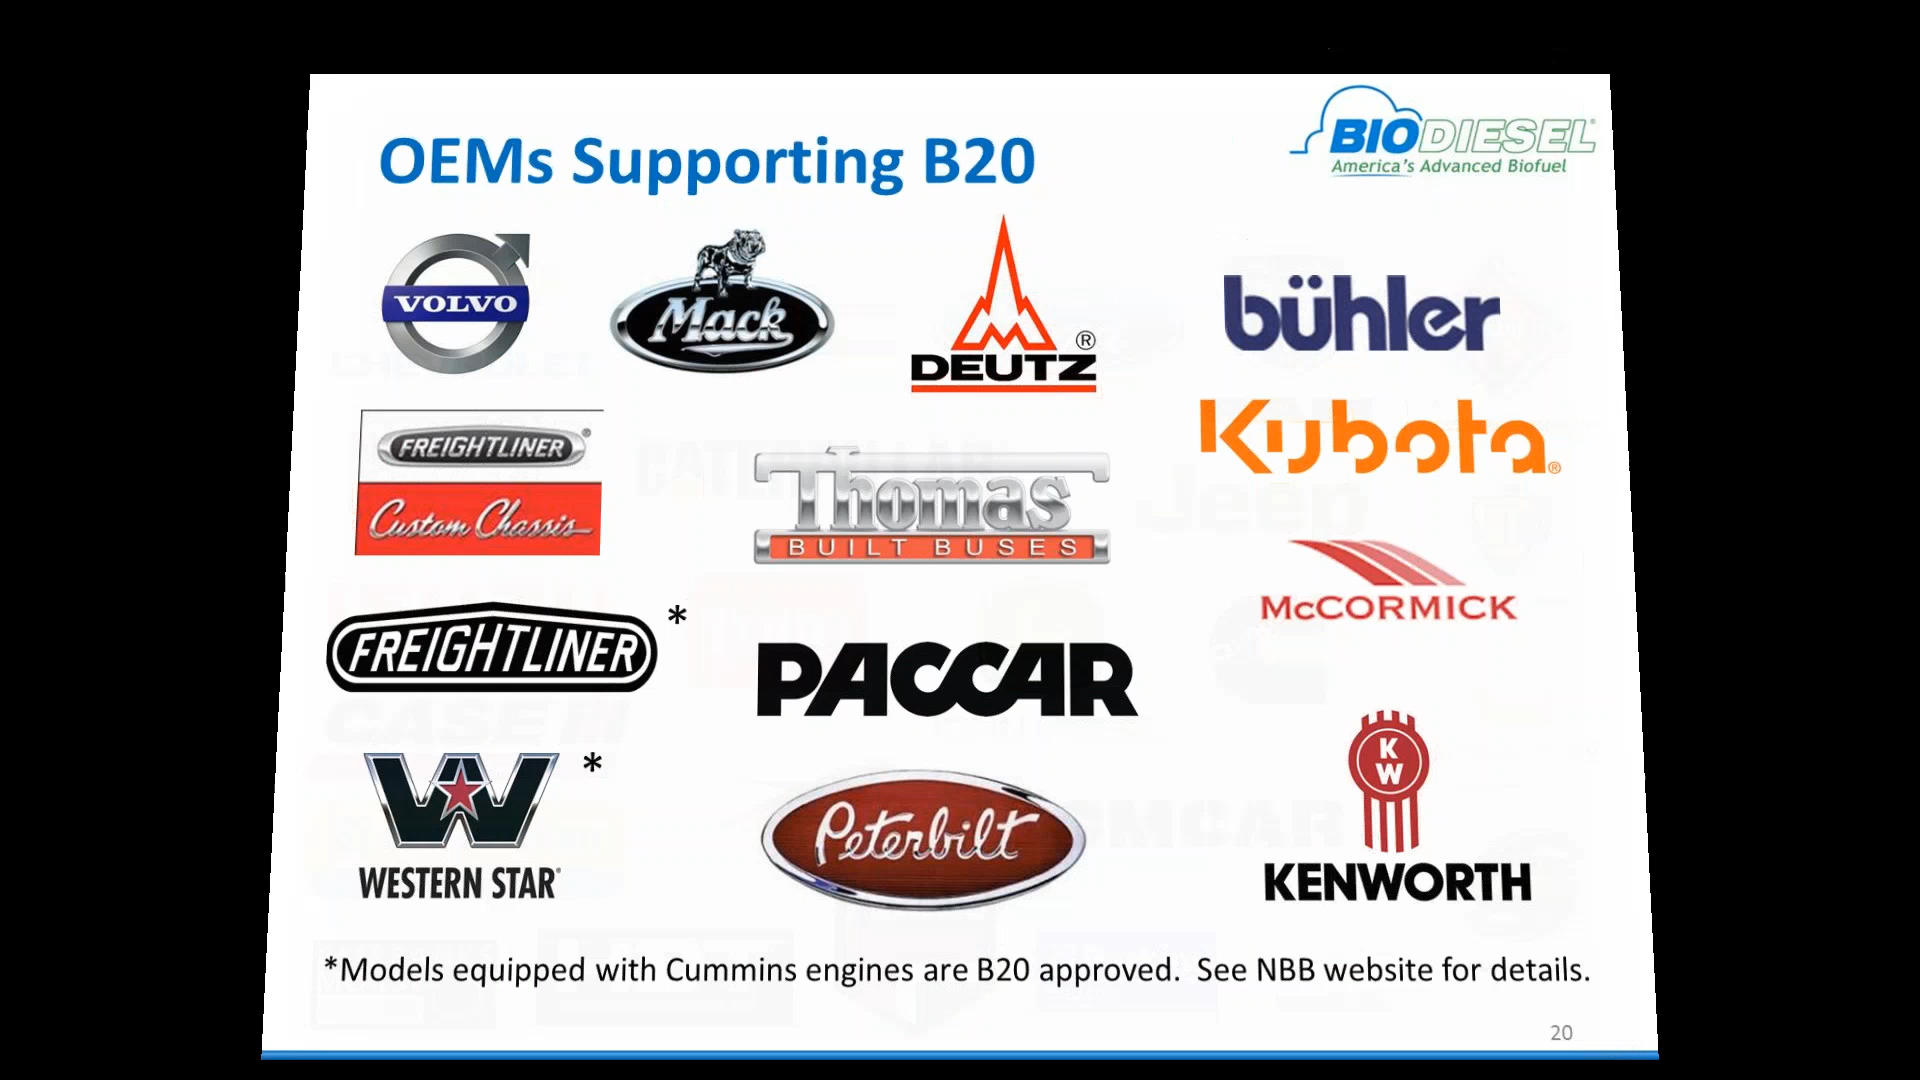 BIODIESEL®
America's Advanced Biofuel
OEMs Supporting B20
VOLVO
Mack
DEUTZ®
bühler
FREIGHTLINER®
Custom Chassis
Thomas
BUILT BUSES
Kubota®
McCORMICK
FREIGHTLINER *
PACCAR
WESTERN STAR® *
Peterbilt
KW
KENWORTH
*Models equipped with Cummins engines are B20 approved. See NBB website for details.
20